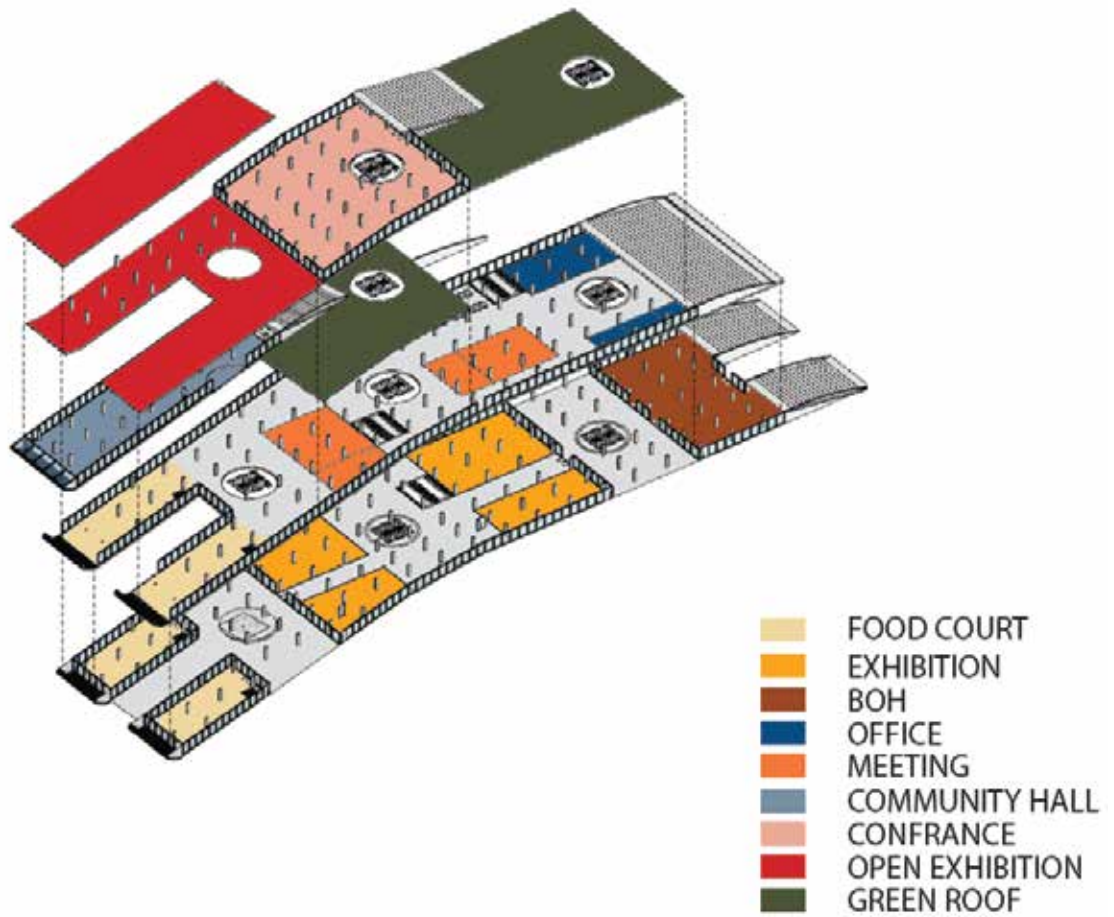 FOOD COURT
EXHIBITION
BOH
OFFICE
MEETING
COMMUNITY HALL
CONFRANCE
OPEN EXHIBITION
GREEN ROOF